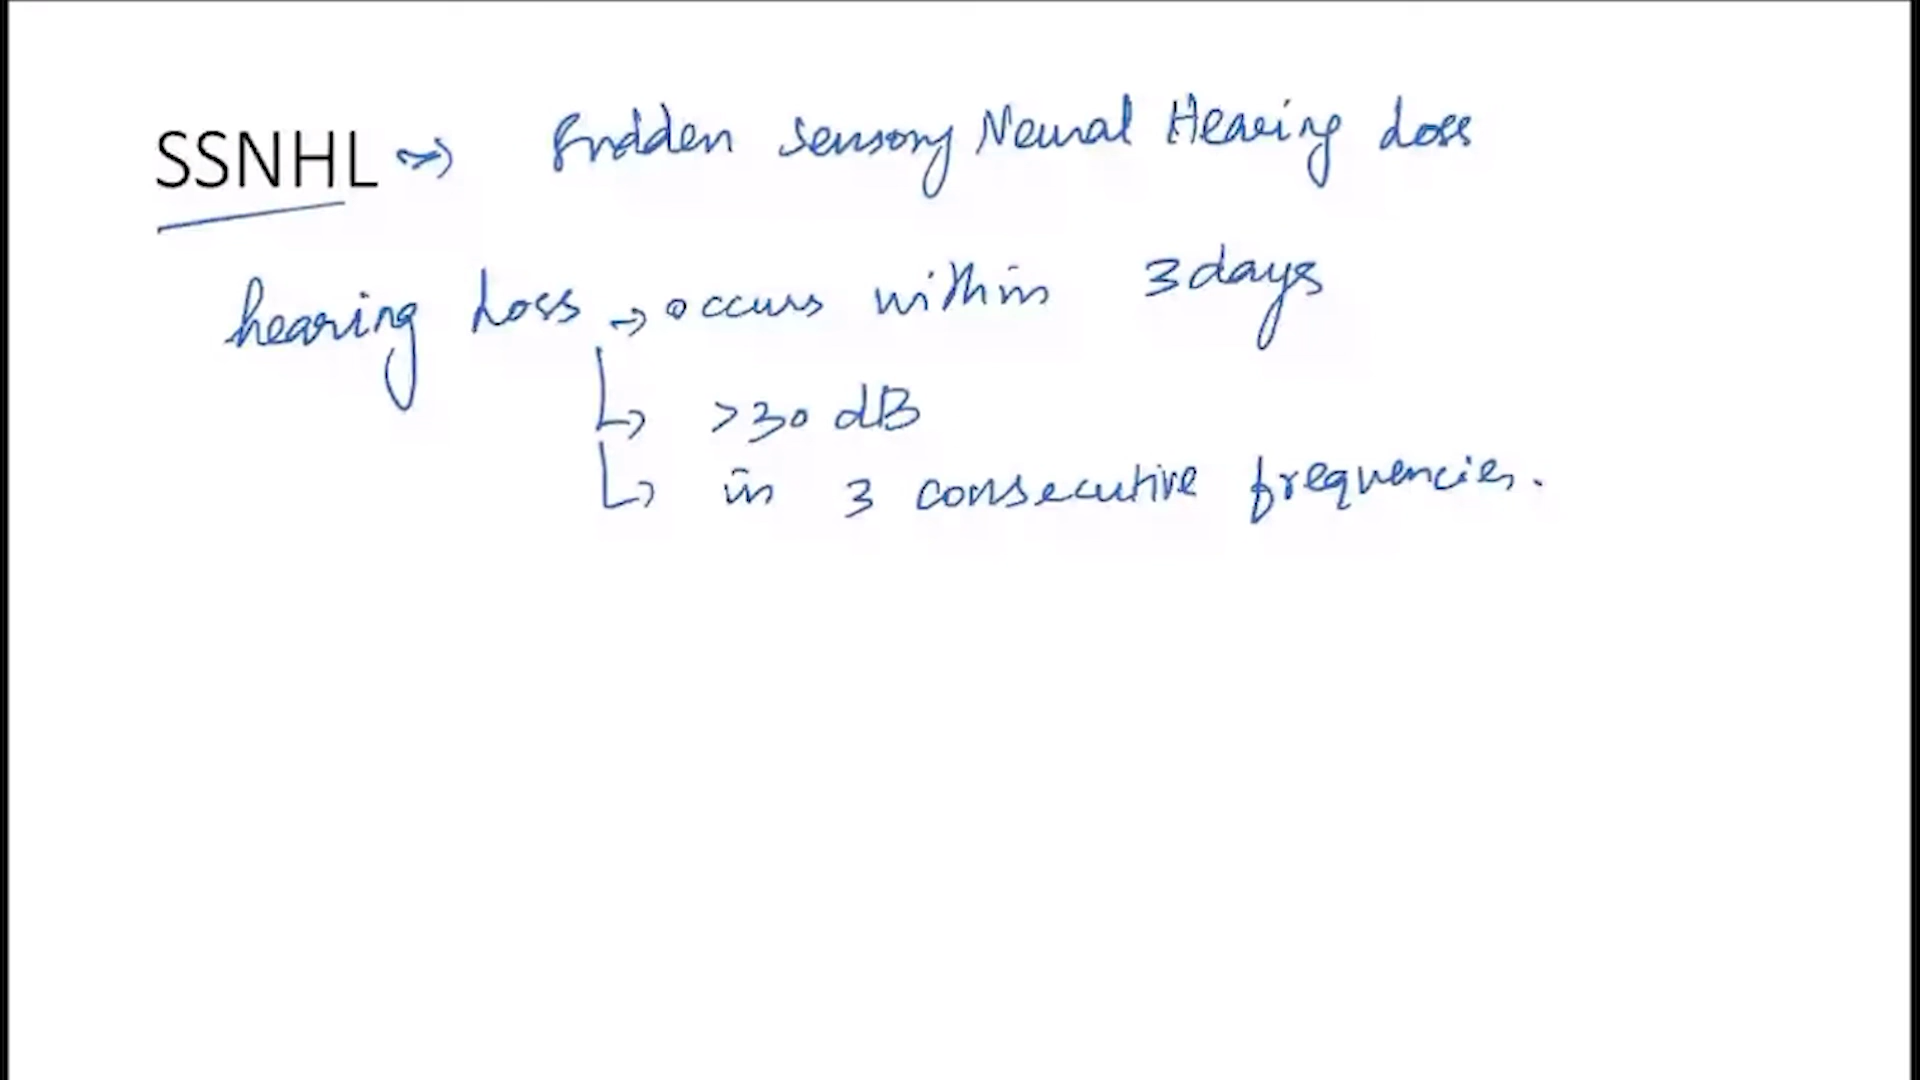 SSNHL → Sudden Sensory Neural Hearing Loss
hearing Loss → occurs within 3 days
↳ >30 dB
↳ in 3 consecutive frequencies.